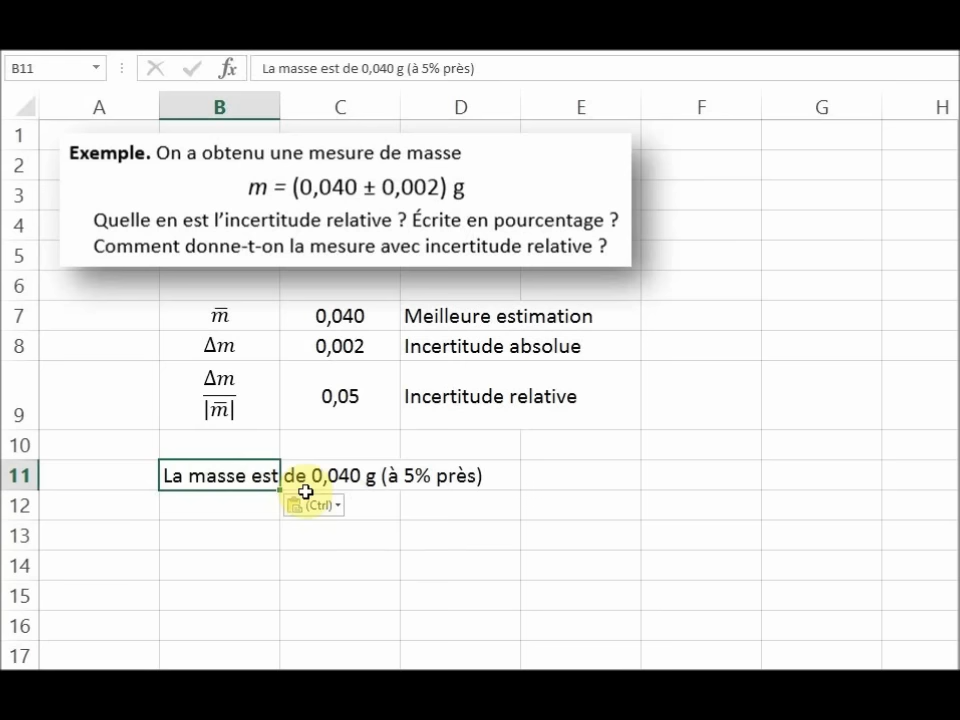 B11 fx La masse est de 0,040 g (à 5% près)
A B C D E F G H
1
2
3
4
5
6
7
8
9
10
11
12
13
14
15
16
17
Exemple. On a obtenu une mesure de masse
m = (0,040 ± 0,002) g
Quelle en est l’incertitude relative ? Écrite en pourcentage ?
Comment donne-t-on la mesure avec incertitude relative ?
m̅ 0,040 Meilleure estimation
Δm 0,002 Incertitude absolue
Δm
|m̅| 0,05 Incertitude relative
La masse est de 0,040 g (à 5% près)
(Ctrl)